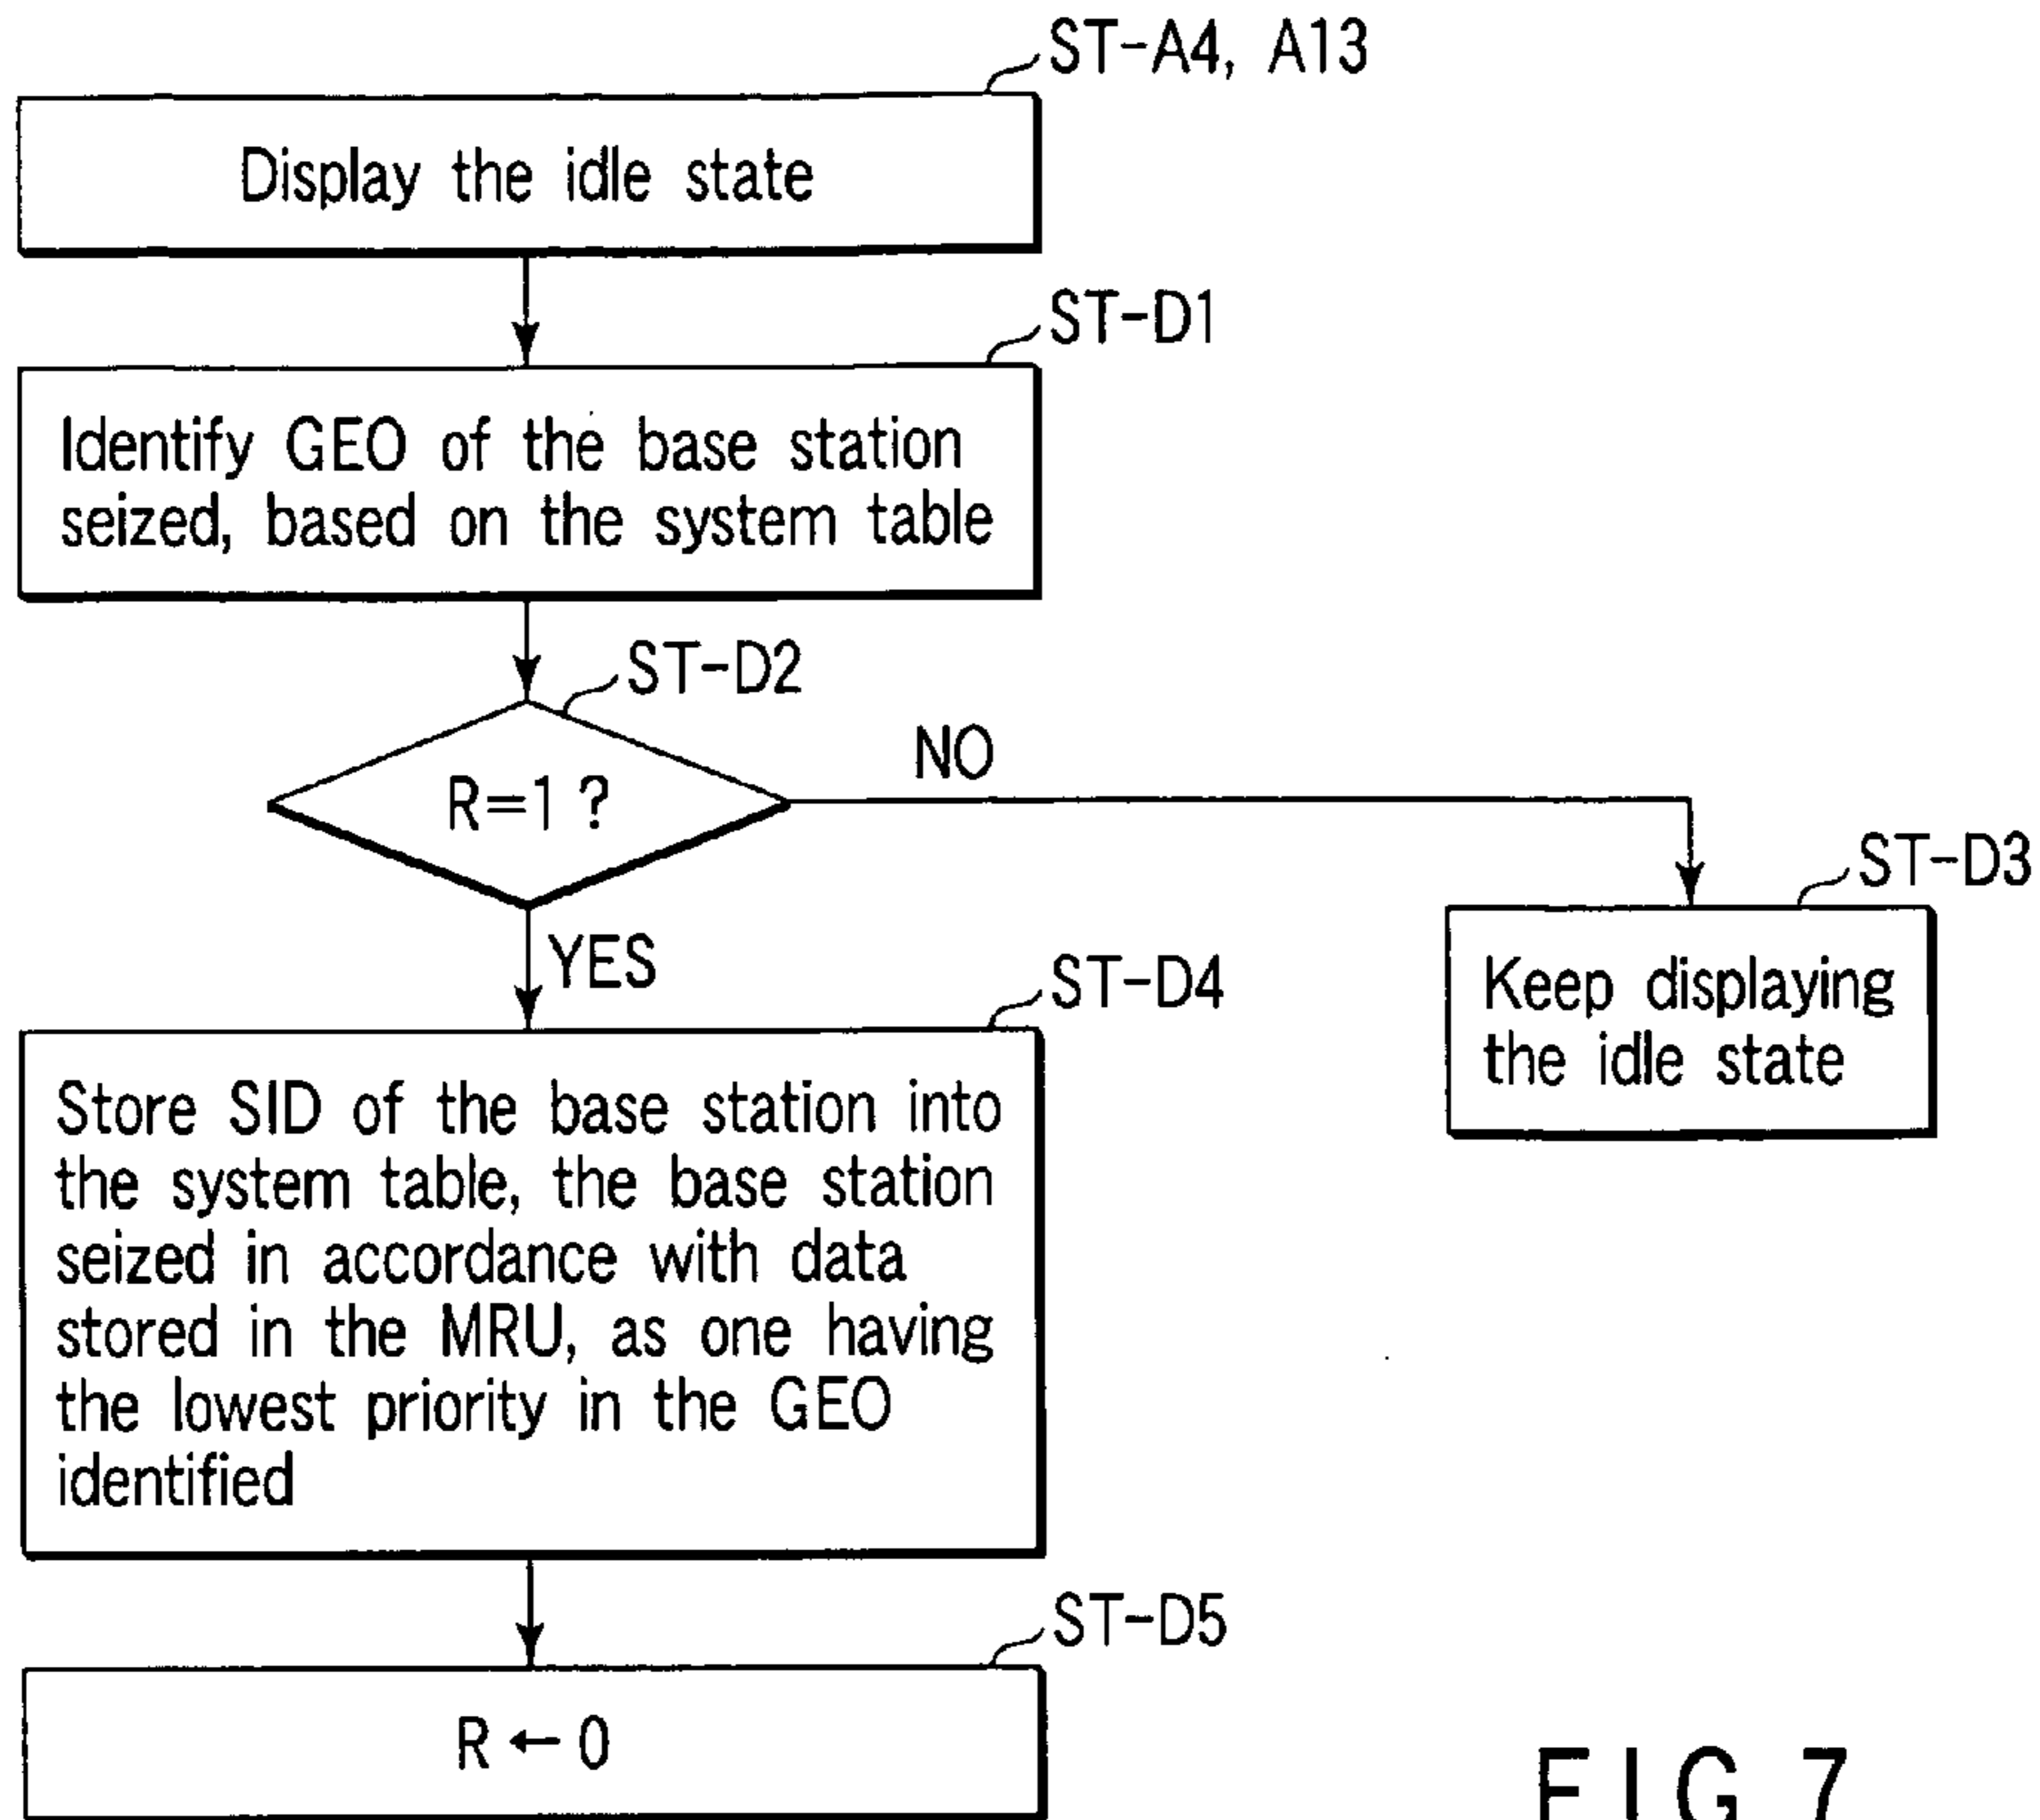 ST-A4, A13
Display the idle state
ST-D1
Identify GEO of the base station
seized, based on the system table
ST-D2
R=1 ?
NO
YES
ST-D3
Keep displaying
the idle state
ST-D4
Store SID of the base station into
the system table, the base station
seized in accordance with data
stored in the MRU, as one having
the lowest priority in the GEO
identified
ST-D5
R ← 0
FIG. 7